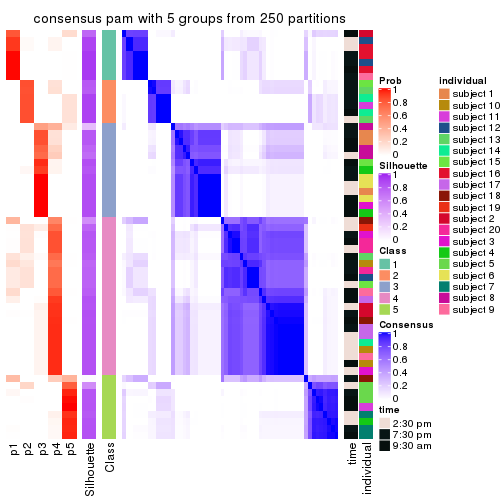 consensus pam with 5 groups from 250 partitions
Prob
1
0.8
0.6
0.4
0.2
0
Silhouette
1
0.8
0.6
0.4
0.2
0
Class
1
2
3
4
5
Consensus
1
0.8
0.6
0.4
0.2
0
time
2:30 pm
7:30 pm
9:30 am
individual
subject 1
subject 10
subject 11
subject 12
subject 13
subject 14
subject 15
subject 16
subject 17
subject 18
subject 19
subject 2
subject 20
subject 3
subject 4
subject 5
subject 6
subject 7
subject 8
subject 9
p1
p2
p3
p4
p5
Silhouette
Class
time
individual